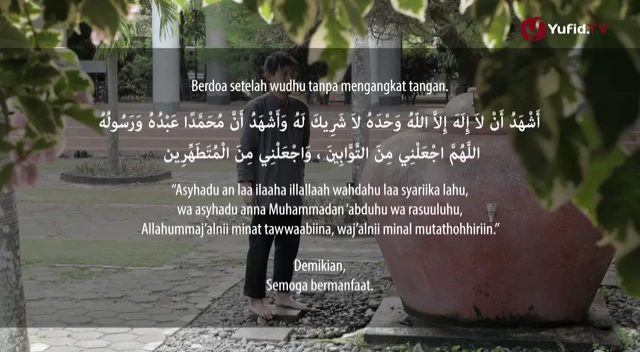 Yufid.TV
Berdoa setelah wudhu tanpa mengangkat tangan.
أَشْهَدُ أَنْ لاَ إِلَهَ إِلاَّ اللَّهُ وَحْدَهُ لاَ شَرِيكَ لَهُ وَأَشْهَدُ أَنَّ مُحَمَّدًا عَبْدُهُ وَرَسُولُهُ
اللَّهُمَّ اجْعَلْنِي مِنَ التَّوَّابِينَ ، وَاجْعَلْنِي مِنَ الْمُتَطَهِّرِين
“Asyhadu an laa ilaaha illallaah wahdahu laa syariika lahu,
wa asyhadu anna Muhammadan ‘abduhu wa rasuuluhu,
Allahummaj’alnii minat tawwaabiina, waj’alnii minal mutathohhiriin.”
Demikian,
Semoga bermanfaat.